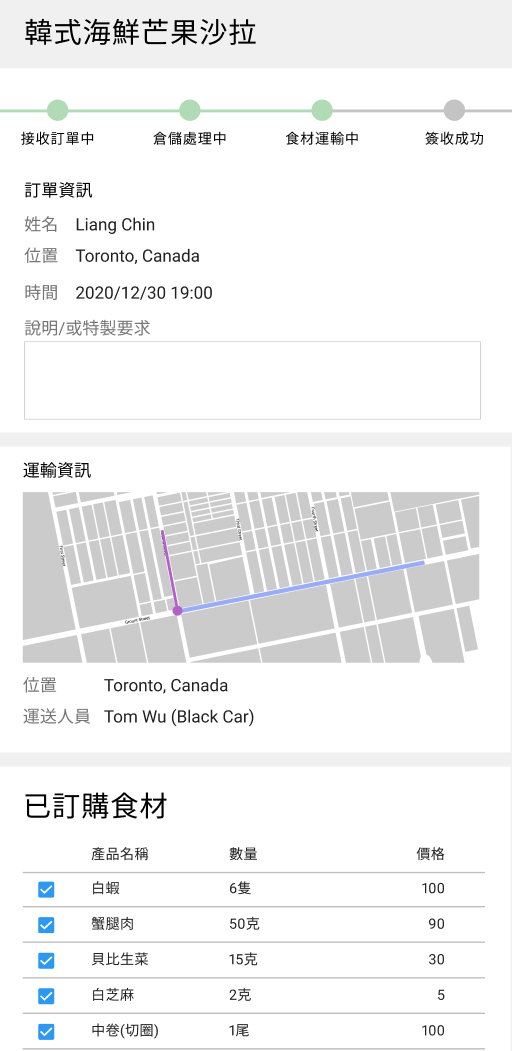 韓式海鮮芒果沙拉
接收訂單中 倉儲處理中 食材運輸中 簽收成功
訂單資訊
姓名 Liang Chin
位置 Toronto, Canada
時間 2020/12/30 19:00
說明/或特製要求
運輸資訊
Ground Street
位置 Toronto, Canada
運送人員 Tom Wu (Black Car)
已訂購食材
產品名稱 數量 價格
白蝦 6隻 100
蟹腿肉 50克 90
貝比生菜 15克 30
白芝麻 2克 5
中卷(切圈) 1尾 100